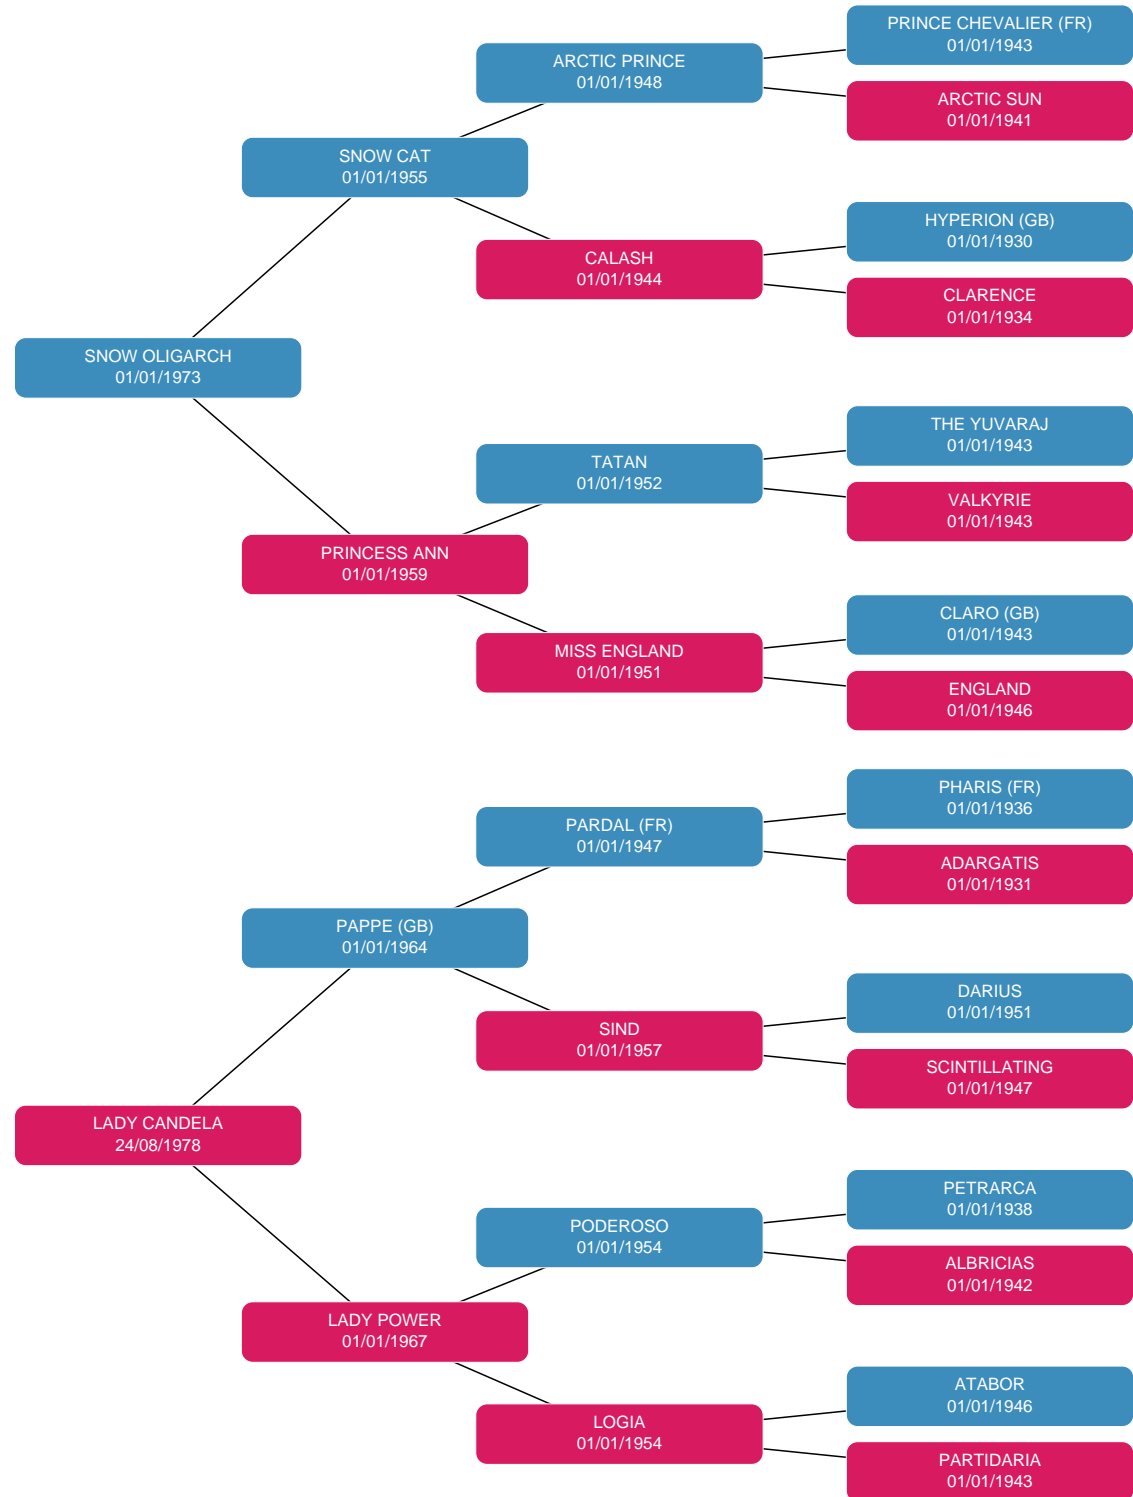 PRINCE CHEVALIER (FR)
01/01/1943
ARCTIC PRINCE
01/01/1948
ARCTIC SUN
01/01/1941
SNOW CAT
01/01/1955
HYPERION (GB)
01/01/1930
CALASH
01/01/1944
CLARENCE
01/01/1934
SNOW OLIGARCH
01/01/1973
THE YUVARAJ
01/01/1943
TATAN
01/01/1952
VALKYRIE
01/01/1943
PRINCESS ANN
01/01/1959
CLARO (GB)
01/01/1943
MISS ENGLAND
01/01/1951
ENGLAND
01/01/1946
PHARIS (FR)
01/01/1936
PARDAL (FR)
01/01/1947
ADARGATIS
01/01/1931
PAPPE (GB)
01/01/1964
DARIUS
01/01/1951
SIND
01/01/1957
SCINTILLATING
01/01/1947
LADY CANDELA
24/08/1978
PETRARCA
01/01/1938
PODEROSO
01/01/1954
ALBRICIAS
01/01/1942
LADY POWER
01/01/1967
ATABOR
01/01/1946
LOGIA
01/01/1954
PARTIDARIA
01/01/1943